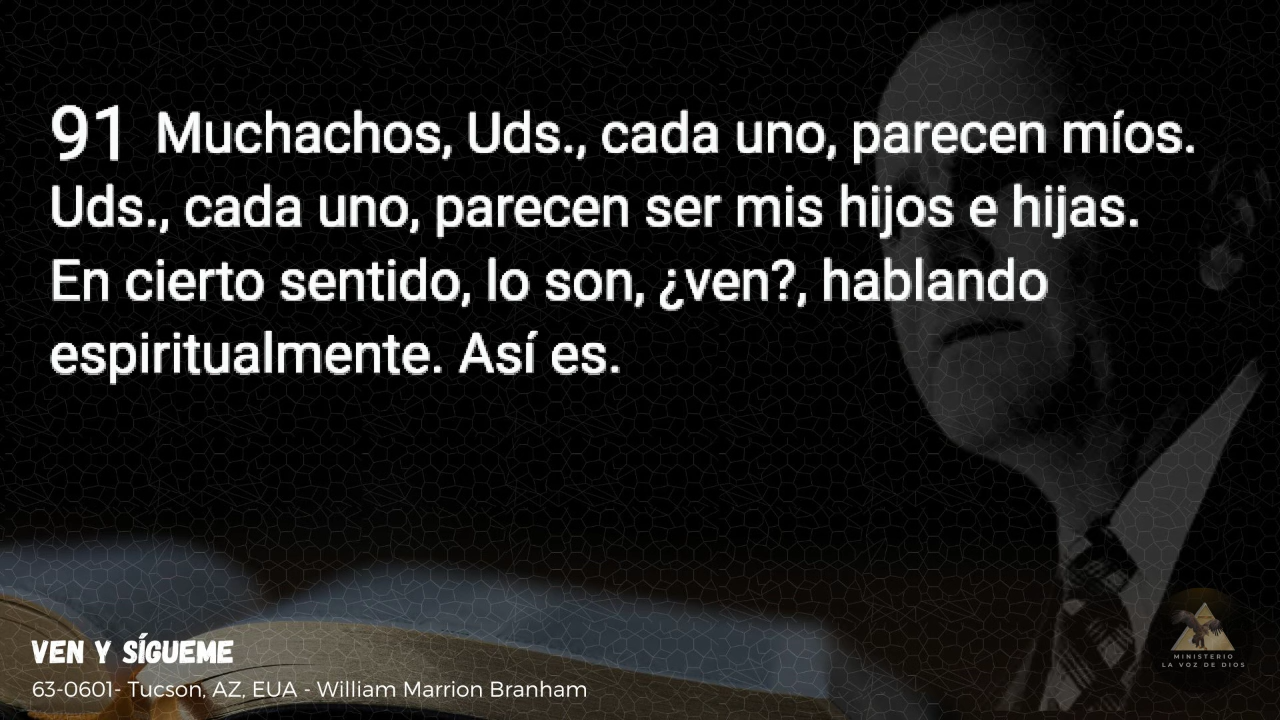 91 Muchachos, Uds., cada uno, parecen míos.
Uds., cada uno, parecen ser mis hijos e hijas.
En cierto sentido, lo son, ¿ven?, hablando
espiritualmente. Así es.
VEN Y SÍGUEME
63-0601- Tucson, AZ, EUA - William Marrion Branham
MINISTERIO
LA VOZ DE DIOS